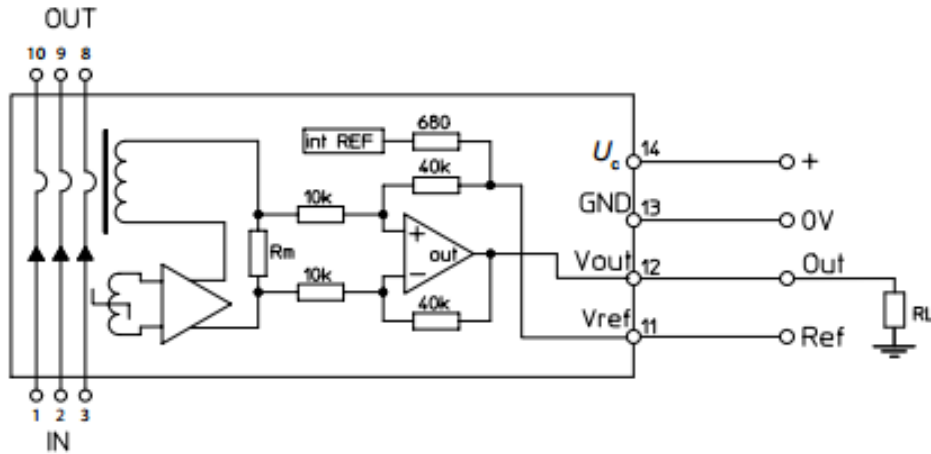 OUT
10 9 8
int REF
680
40k
10k
+
out
−
Rm
10k
40k
Uc 14 +
GND 13 0V
Vout 12 Out
RL
Vref 11 Ref
1 2 3
IN